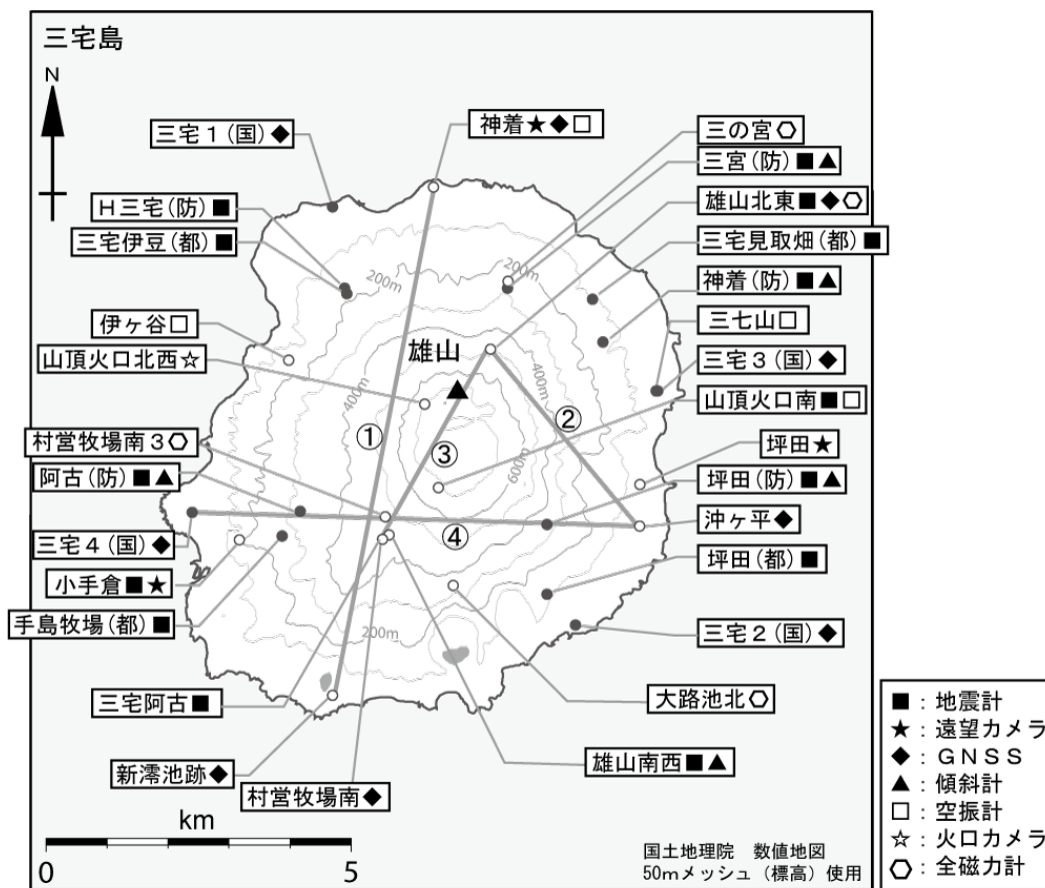 三宅島
N
神着★◆□
三宅１(国)◆
三の宮⬡
三宮(防)■▲
Ｈ三宅(防)■
雄山北東■◆⬡
三宅伊豆(都)■
三宅見取畑(都)■
200m
200m
神着(防)■▲
伊ヶ谷□
三七山□
雄山
山頂火口北西☆
三宅３(国)◆
400m
400m
山頂火口南■□
①
②
③
村営牧場南３⬡
600m
坪田★
阿古(防)■▲
坪田(防)■▲
④
沖ヶ平◆
三宅４(国)◆
坪田(都)■
小手倉■★
手島牧場(都)■
200m
三宅２(国)◆
三宅阿古■
大路池北⬡
新澪池跡◆
村営牧場南◆
雄山南西■▲
km
0
5
国土地理院　数値地図
50mメッシュ（標高）使用
■：地震計
★：遠望カメラ
◆：ＧＮＳＳ
▲：傾斜計
□：空振計
☆：火口カメラ
⬡：全磁力計